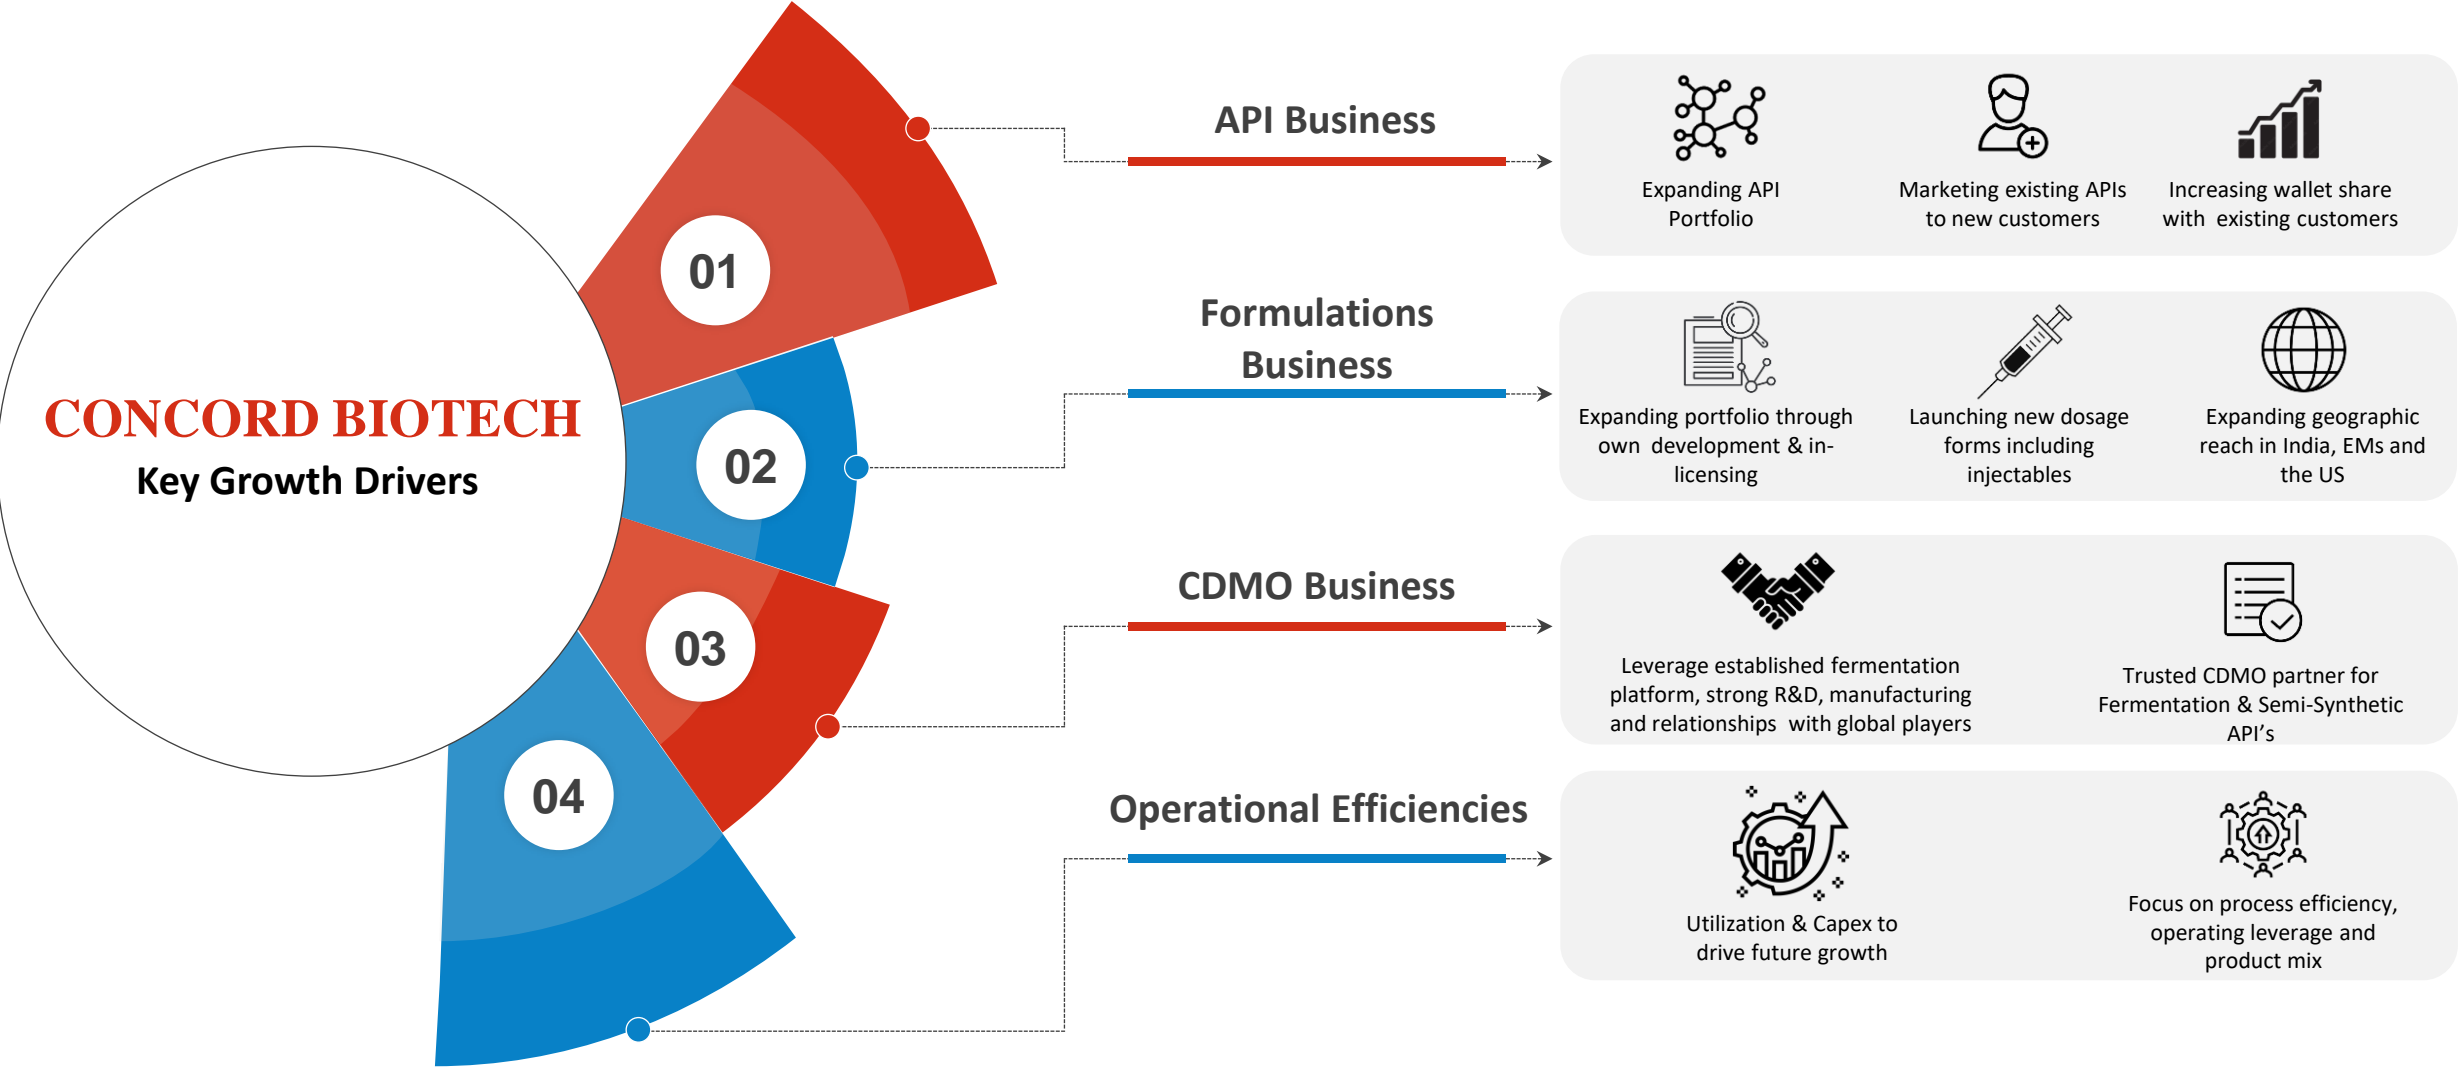 CONCORD BIOTECH
Key Growth Drivers
01
API Business
Expanding API
Portfolio
Marketing existing APIs
to new customers
Increasing wallet share
with existing customers
02
Formulations
Business
Expanding portfolio through
own development & in-
licensing
Launching new dosage
forms including
injectables
Expanding geographic
reach in India, EMs and
the US
03
CDMO Business
Leverage established fermentation
platform, strong R&D, manufacturing
and relationships with global players
Trusted CDMO partner for
Fermentation & Semi-Synthetic
API’s
04
Operational Efficiencies
Utilization & Capex to
drive future growth
Focus on process efficiency,
operating leverage and
product mix